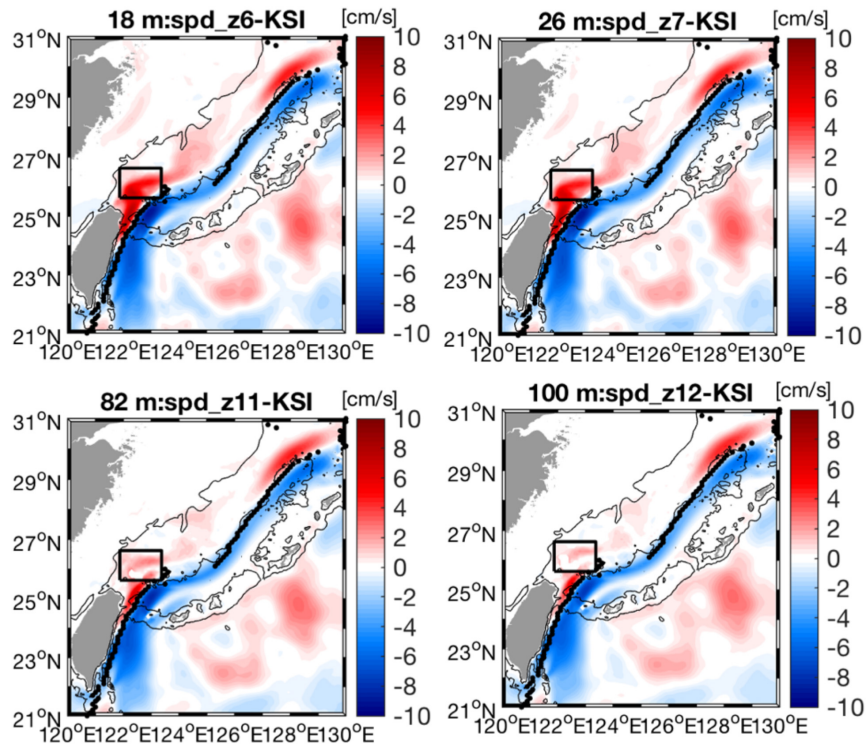 18 m:spd_z6-KSI [cm/s]
31°N
29°N
27°N
25°N
23°N
21°N
120°E122°E124°E126°E128°E130°E
10
8
6
4
2
0
-2
-4
-6
-8
-10
26 m:spd_z7-KSI [cm/s]
31°N
29°N
27°N
25°N
23°N
21°N
120°E122°E124°E126°E128°E130°E
10
8
6
4
2
0
-2
-4
-6
-8
-10
82 m:spd_z11-KSI [cm/s]
31°N
29°N
27°N
25°N
23°N
21°N
120°E122°E124°E126°E128°E130°E
10
8
6
4
2
0
-2
-4
-6
-8
-10
100 m:spd_z12-KSI [cm/s]
31°N
29°N
27°N
25°N
23°N
21°N
120°E122°E124°E126°E128°E130°E
10
8
6
4
2
0
-2
-4
-6
-8
-10